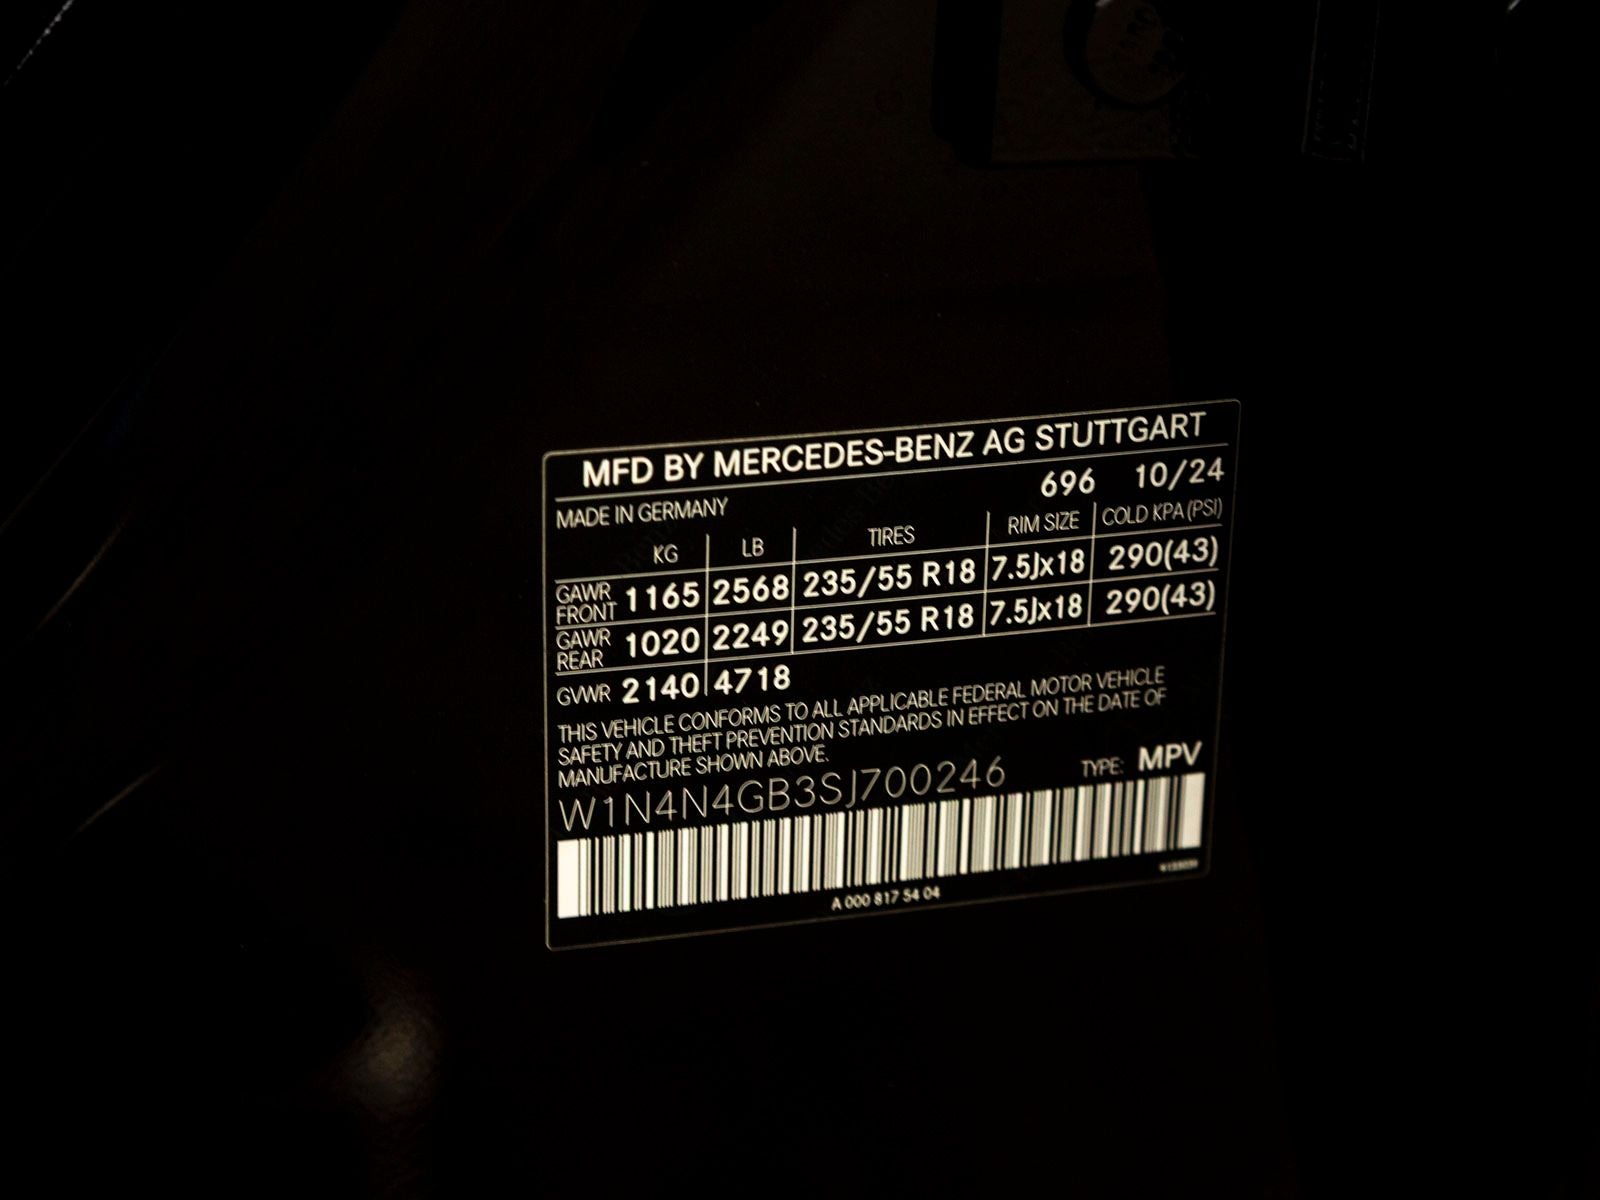 MFD BY MERCEDES-BENZ AG STUTTGART
MADE IN GERMANY 696 10/24
KG LB TIRES RIM SIZE COLD KPA (PSI)
GAWR FRONT 1165 2568 235/55 R18 7.5Jx18 290(43)
GAWR REAR 1020 2249 235/55 R18 7.5Jx18 290(43)
GVWR 2140 4718
THIS VEHICLE CONFORMS TO ALL APPLICABLE FEDERAL MOTOR VEHICLE
SAFETY AND THEFT PREVENTION STANDARDS IN EFFECT ON THE DATE OF
MANUFACTURE SHOWN ABOVE.
W1N4N4GB3SJ700246 TYPE: MPV
A 000 817 54 04